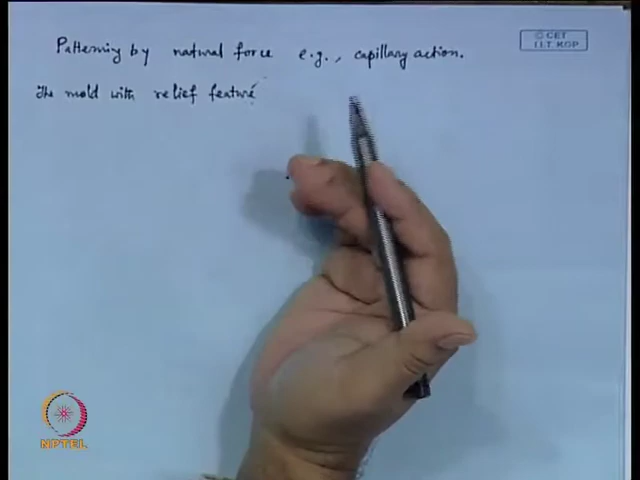 Patterning by natural force e.g., capillary action.
The mold with relief feature
© CET
I.I.T. KGP
NPTEL